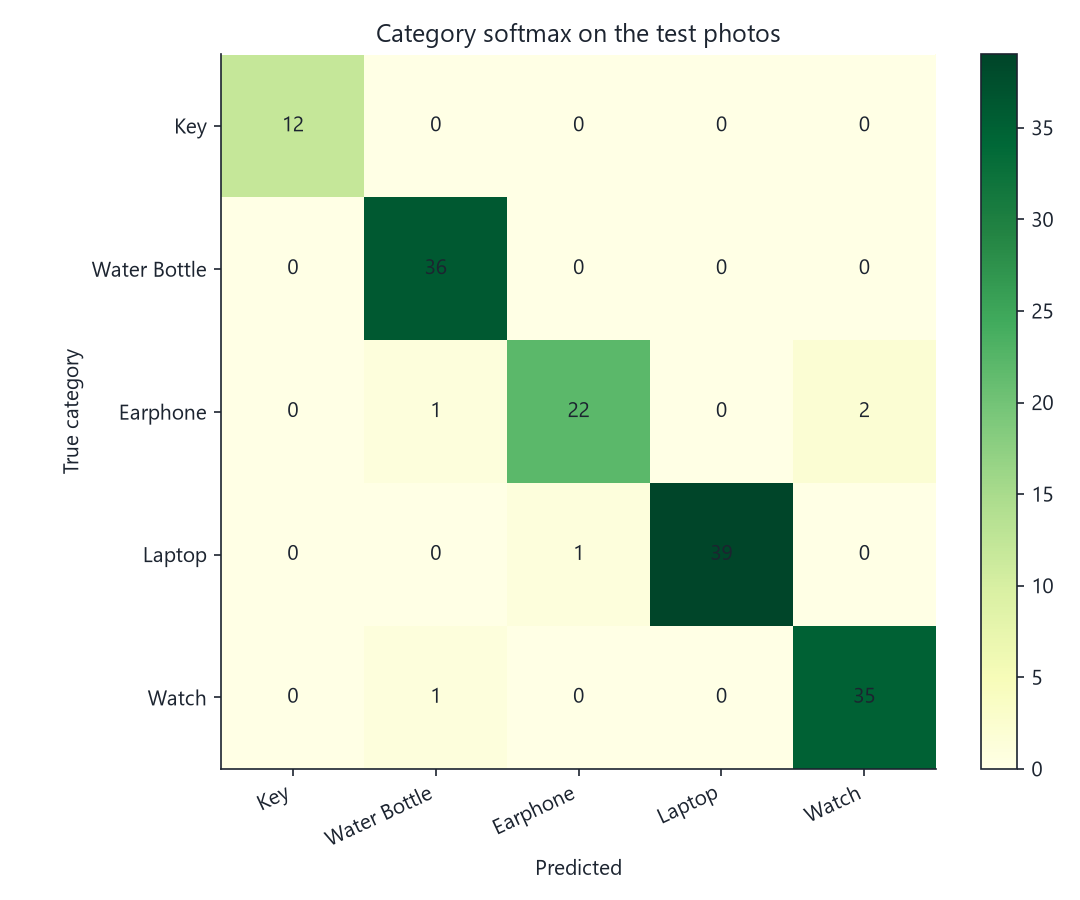 Category softmax on the test photos
Key 12 0 0 0 0
Water Bottle 0 36 0 0 0
Earphone 0 1 22 0 2
Laptop 0 0 1 39 0
Watch 0 1 0 0 35
Key Water Bottle Earphone Laptop Watch
Predicted
True category
35
30
25
20
15
10
5
0